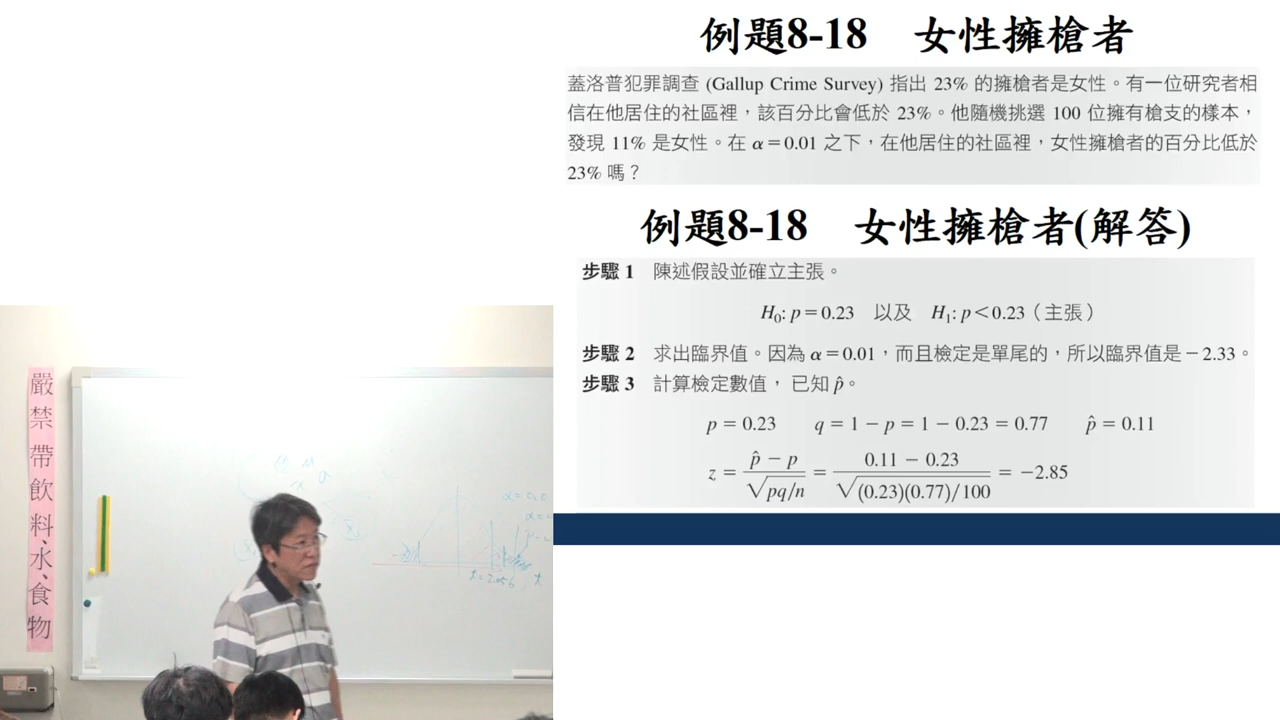 例題8-18 女性擁槍者
蓋洛普犯罪調查 (Gallup Crime Survey) 指出 23% 的擁槍者是女性。有一位研究者相
信在他居住的社區裡，該百分比會低於 23%。他隨機挑選 100 位擁有槍支的樣本，
發現 11% 是女性。在 α=0.01 之下，在他居住的社區裡，女性擁槍者的百分比低於
23% 嗎？
例題8-18 女性擁槍者(解答)
步驟 1 陳述假設並確立主張。
H₀: p=0.23 以及 H₁: p<0.23（主張）
步驟 2 求出臨界值。因為 α=0.01，而且檢定是單尾的，所以臨界值是－2.33。
步驟 3 計算檢定數值，已知 p̂。
p = 0.23 q = 1 − p = 1 − 0.23 = 0.77 p̂ = 0.11
z = (p̂ − p)/√(pq/n) = (0.11 − 0.23)/√((0.23)(0.77)/100) = −2.85
嚴禁帶飲料、水、食物